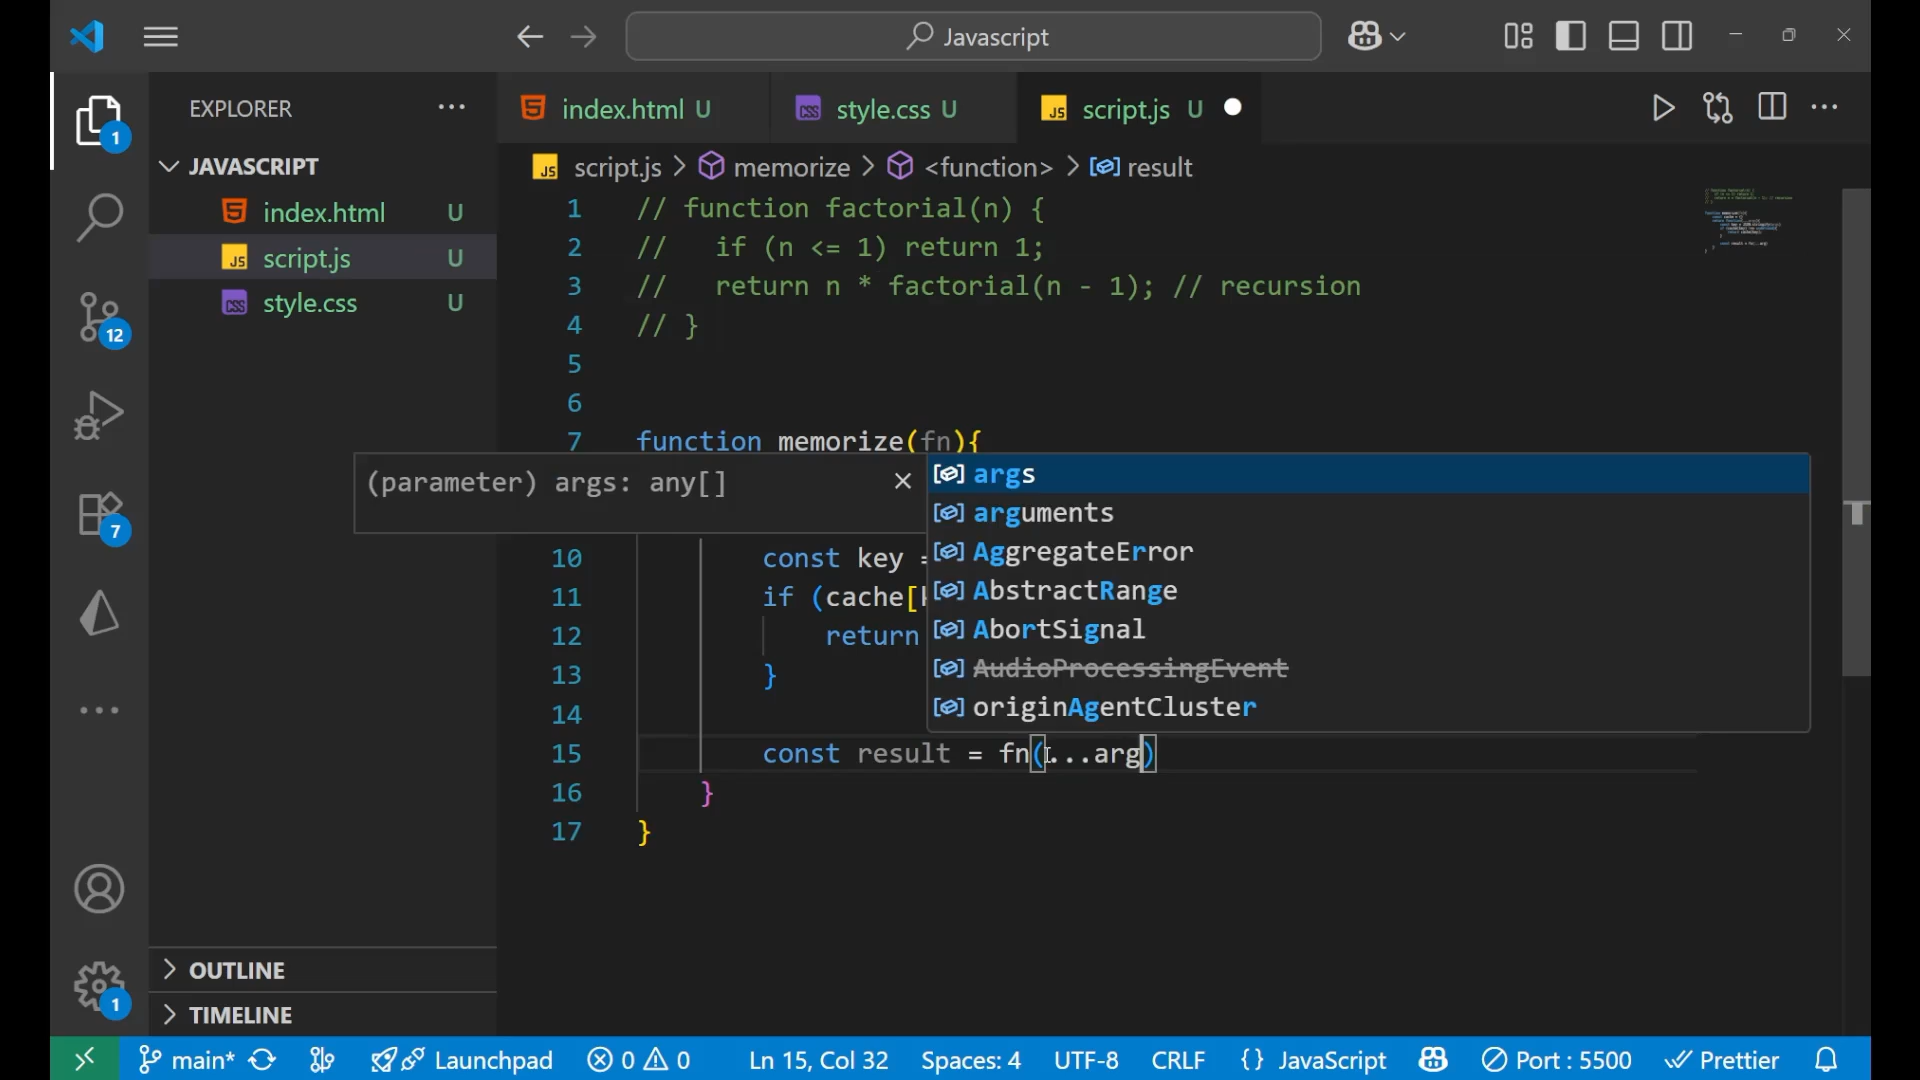 Javascript
EXPLORER
index.html U
style.css U
script.js U
JAVASCRIPT
script.js > memorize > <function> > result
index.html U
script.js U
style.css U
1 // function factorial(n) {
2 //   if (n <= 1) return 1;
3 //   return n * factorial(n - 1); // recursion
4 // }
5
6
7 function memorize(fn){
(parameter) args: any[]
args
arguments
AggregateError
AbstractRange
AbortSignal
AudioProcessingEvent
originAgentCluster
10 const key =
11 if (cache[
12 return
13 }
14
15 const result = fn(...arg)
16 }
17 }
1
12
7
1
OUTLINE
TIMELINE
main* Launchpad 0 0 Ln 15, Col 32 Spaces: 4 UTF-8 CRLF {} JavaScript Port : 5500 Prettier